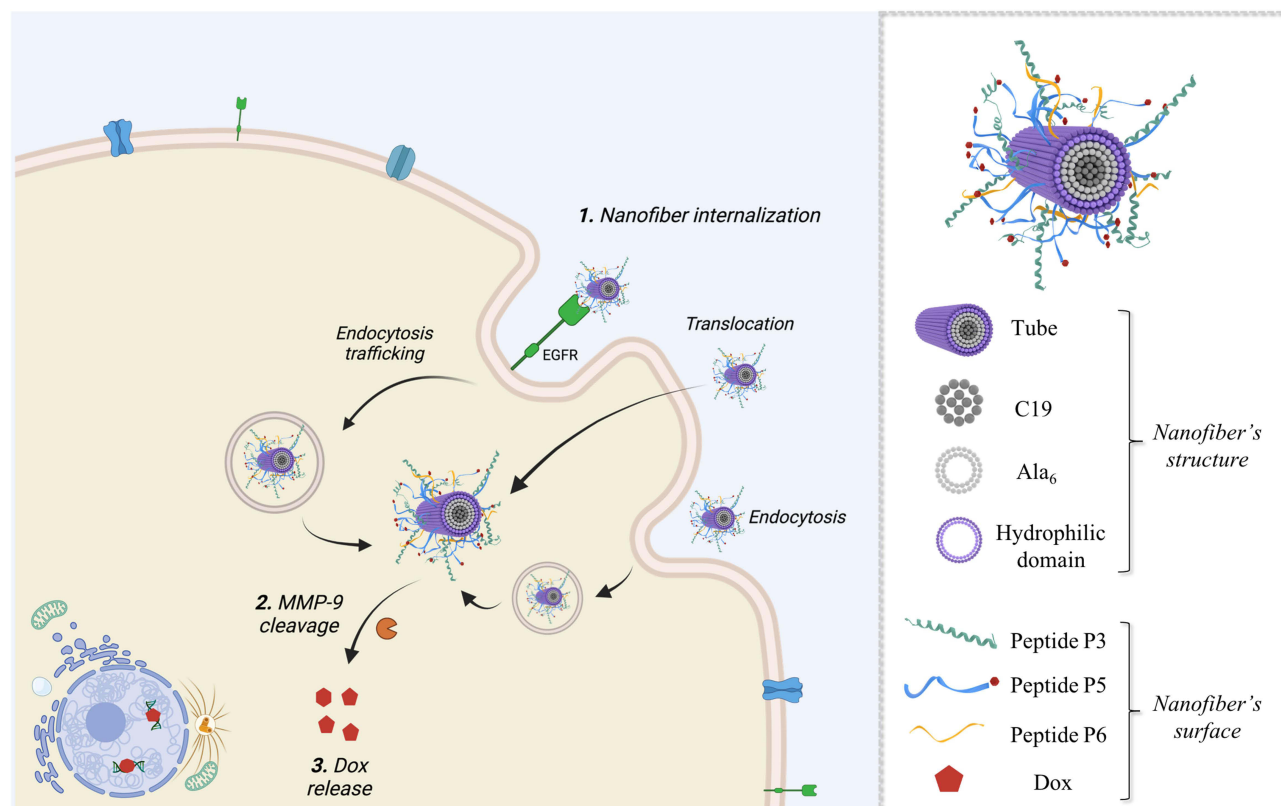 1. Nanofiber internalization
Endocytosis
trafficking
EGFR
Translocation
Endocytosis
2. MMP-9
cleavage
3. Dox
release
Tube
C19
Ala₆
Hydrophilic
domain
Nanofiber’s
structure
Peptide P3
Peptide P5
Peptide P6
Dox
Nanofiber’s
surface